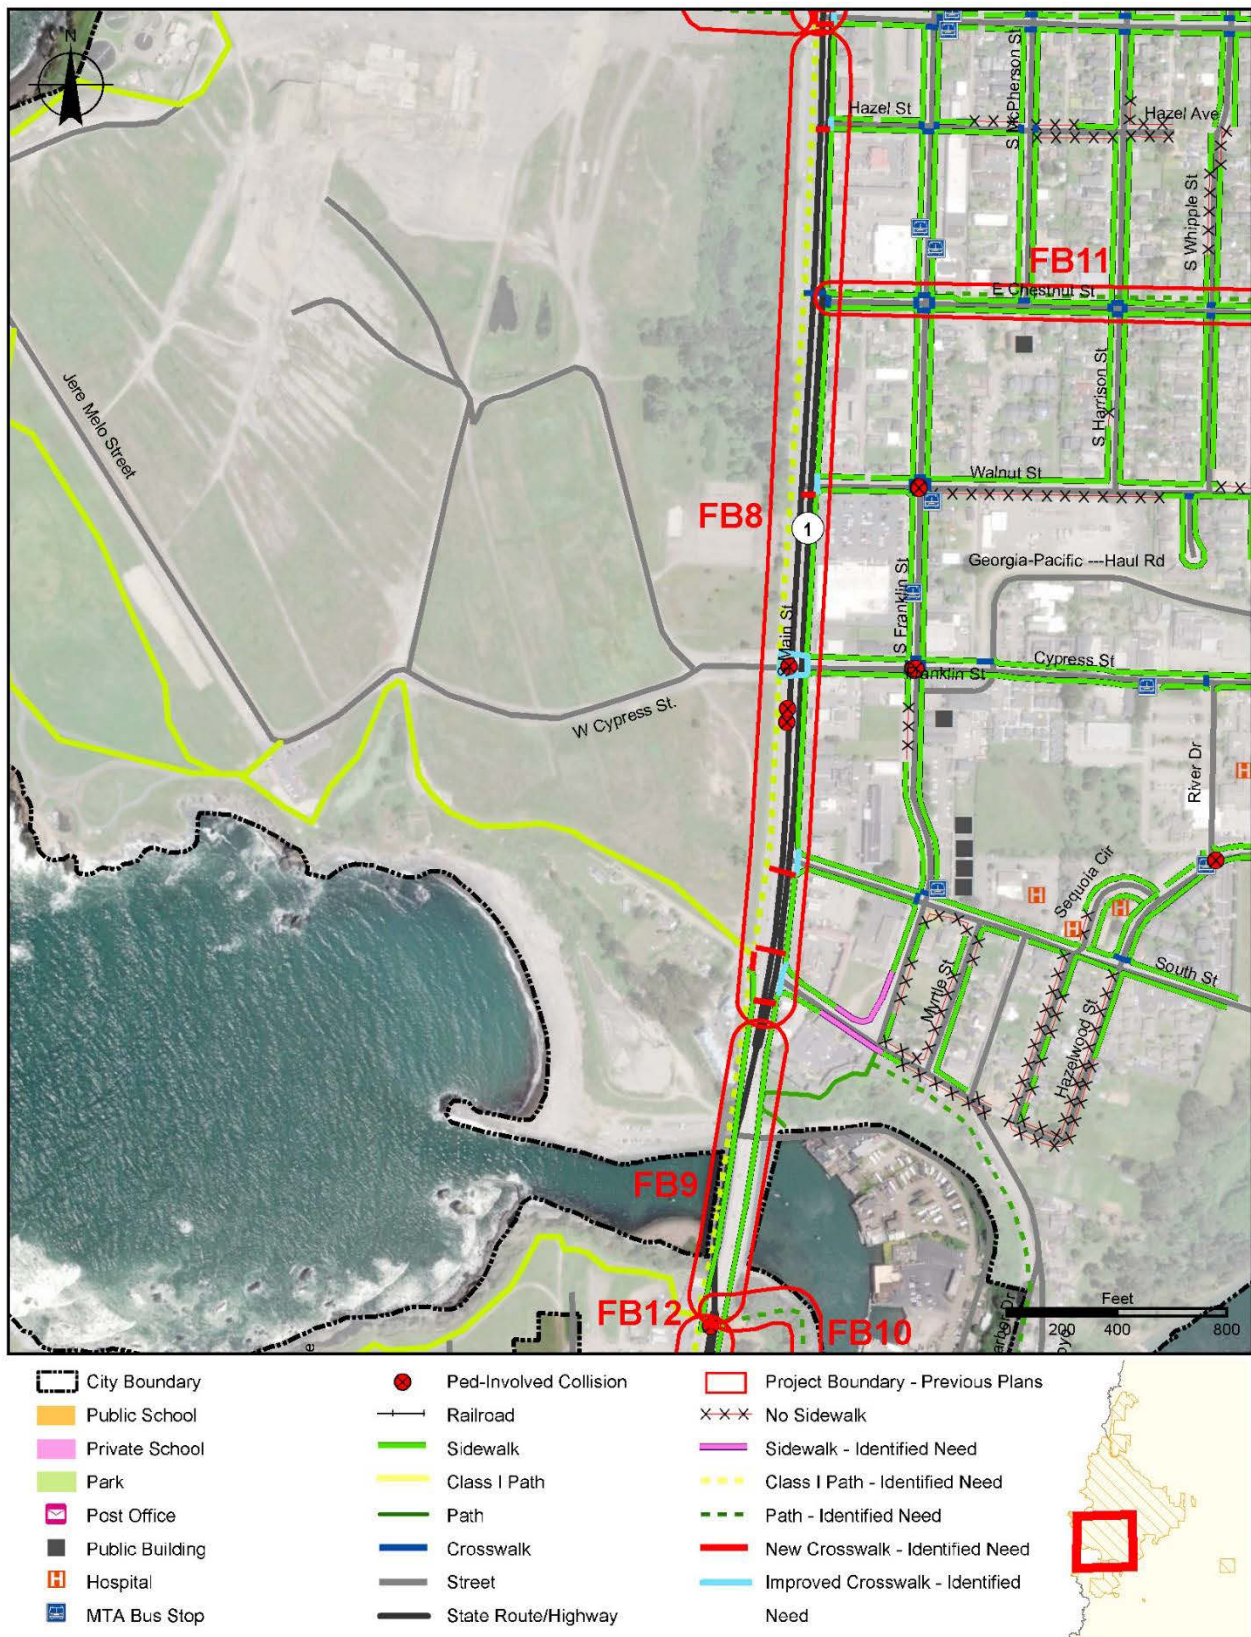 N
Hazel St
S McPherson St
Hazel Ave
S Whipple St
FB11
E Chestnut St
Jere Melo Street
S Harrison St
Walnut St
FB8
1
Georgia-Pacific ---Haul Rd
S Franklin St
S Main St
Cypress St
anklin St
W Cypress St.
River Dr
H
Sequoia Cir
H
H
H
South St
Myrtle St
Hazelwood St
FB9
FB12
FB10
arbor Dr
oyo
e
Feet
200 400 800
City Boundary
Public School
Private School
Park
Post Office
Public Building
H Hospital
MTA Bus Stop
Ped-Involved Collision
Railroad
Sidewalk
Class I Path
Path
Crosswalk
Street
State Route/Highway
Project Boundary - Previous Plans
No Sidewalk
Sidewalk - Identified Need
Class I Path - Identified Need
Path - Identified Need
New Crosswalk - Identified Need
Improved Crosswalk - Identified
Need